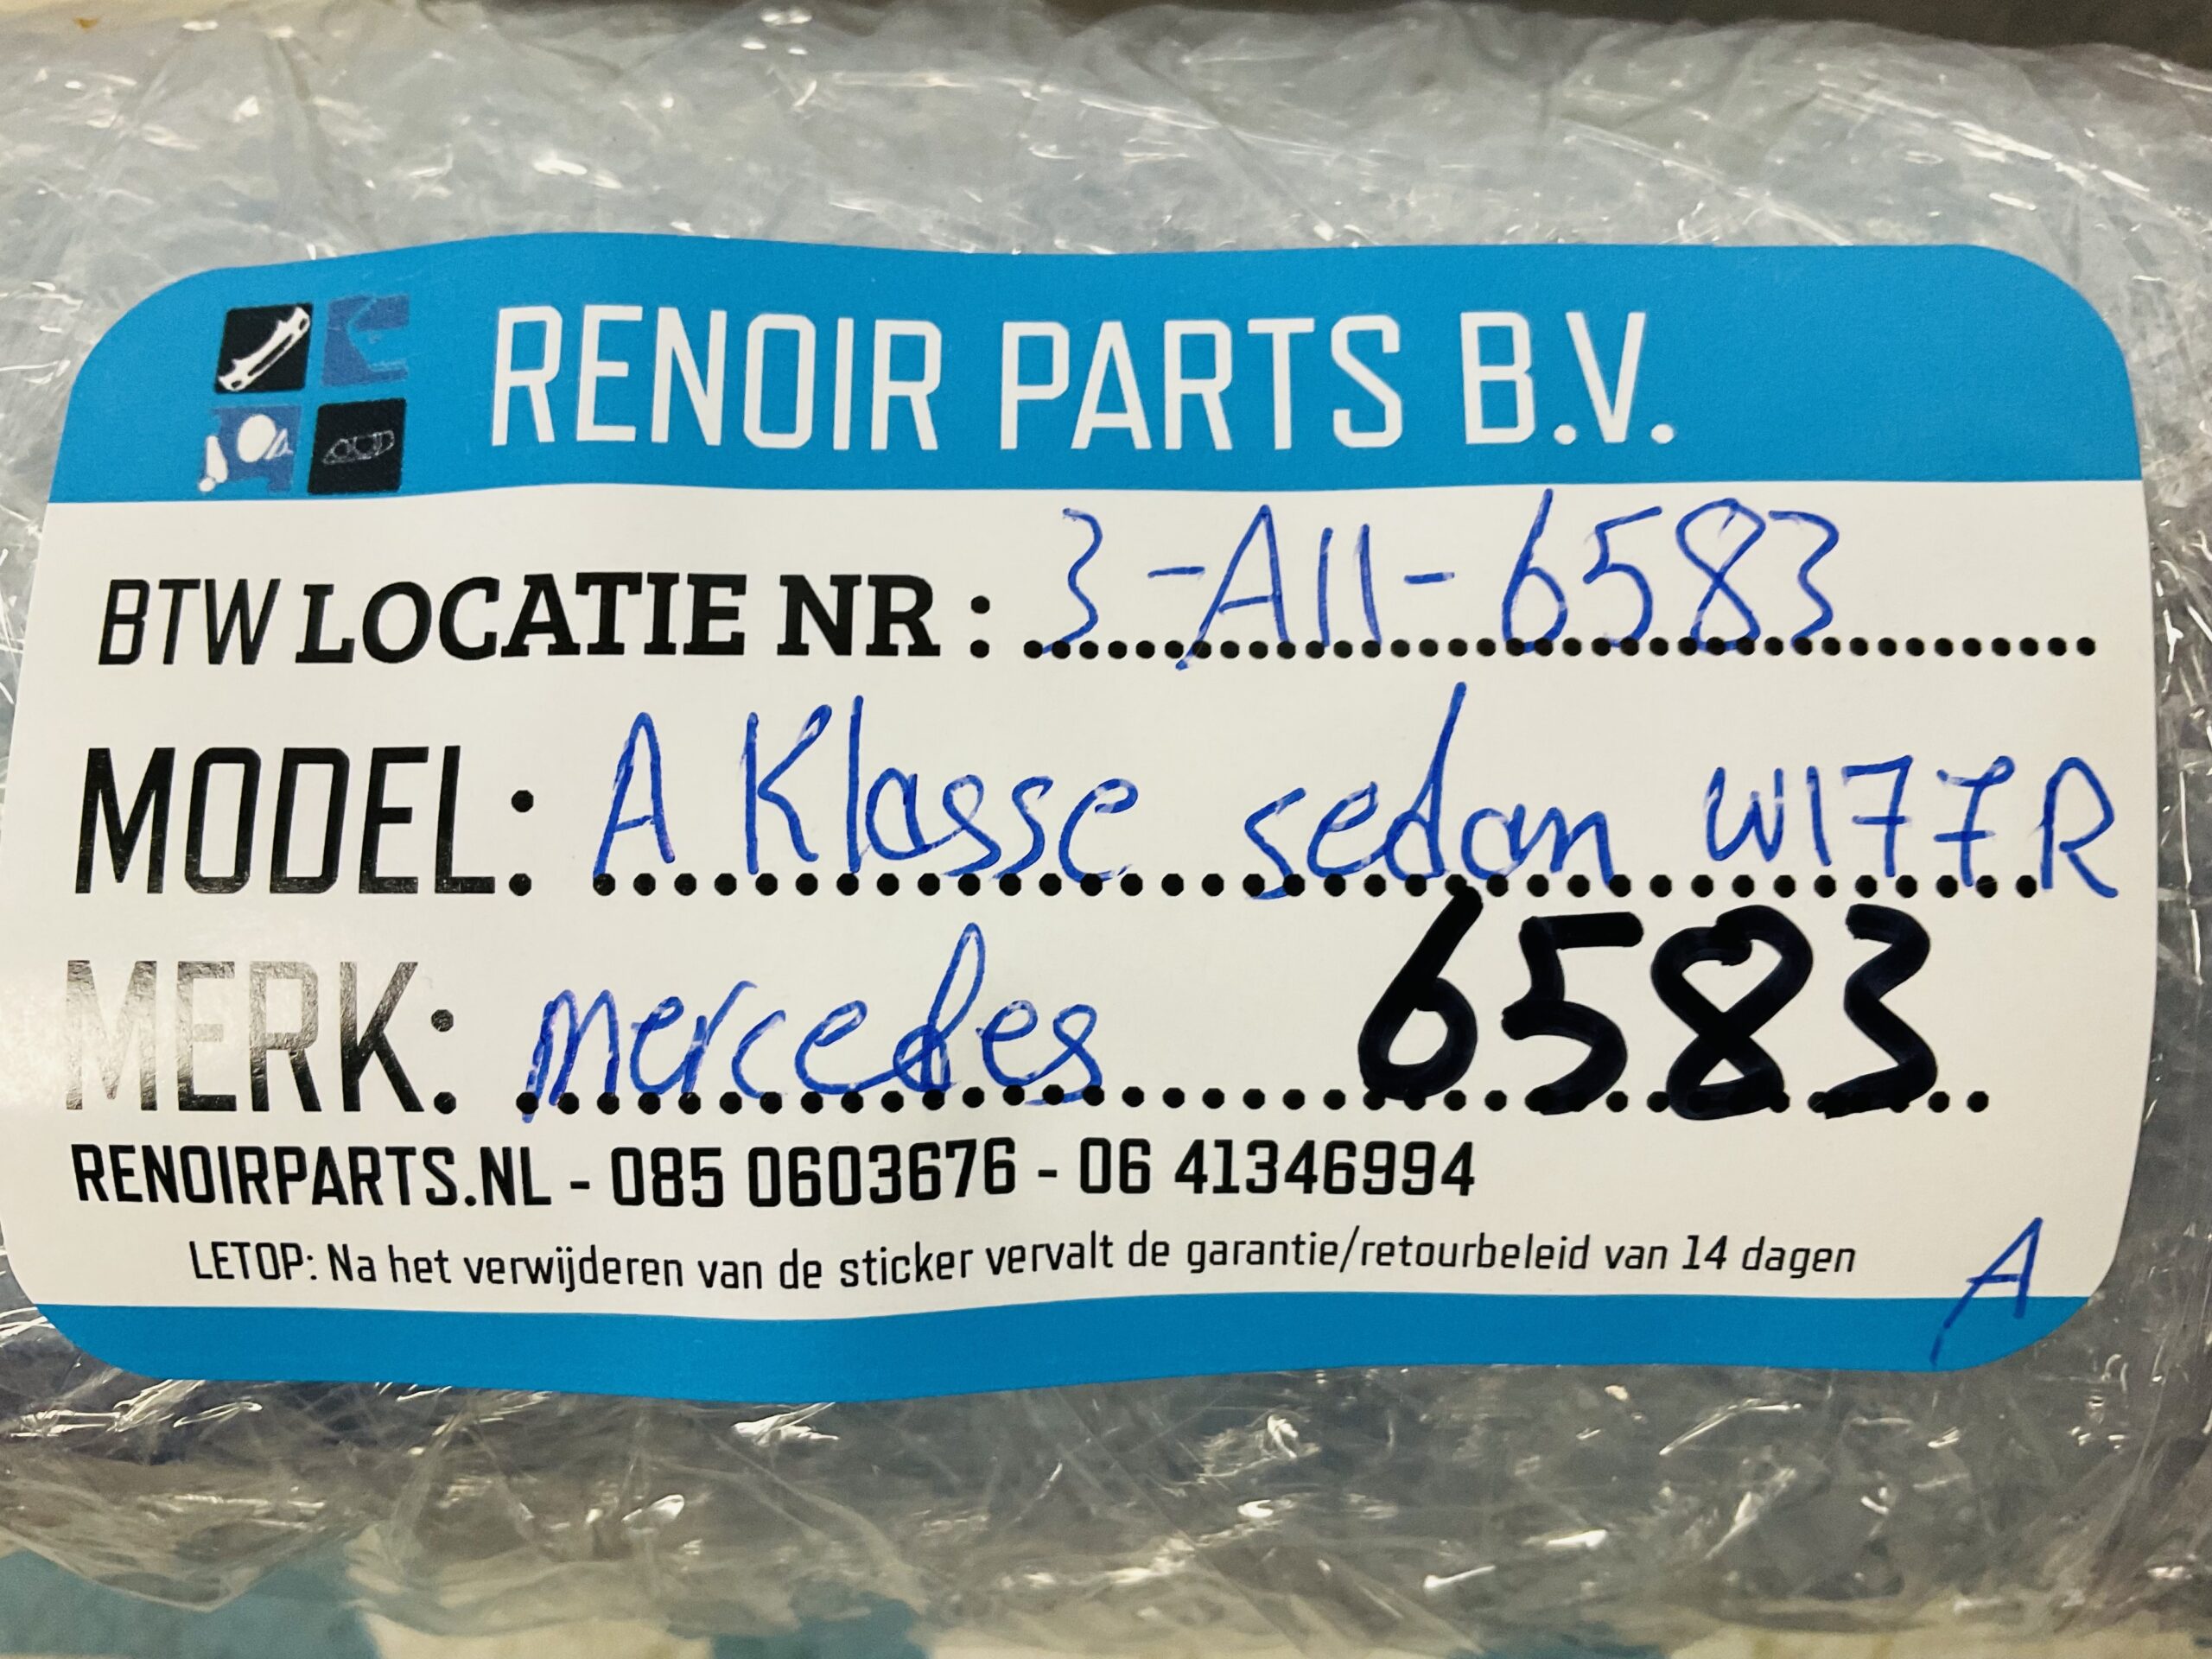 RENOIR PARTS B.V.
BTW LOCATIE NR : 3-A11-6583
MODEL: A Klasse sedan W177R
MERK: mercedes 6583
RENOIRPARTS.NL - 085 0603676 - 06 41346994
LETOP: Na het verwijderen van de sticker vervalt de garantie/retourbeleid van 14 dagen
A